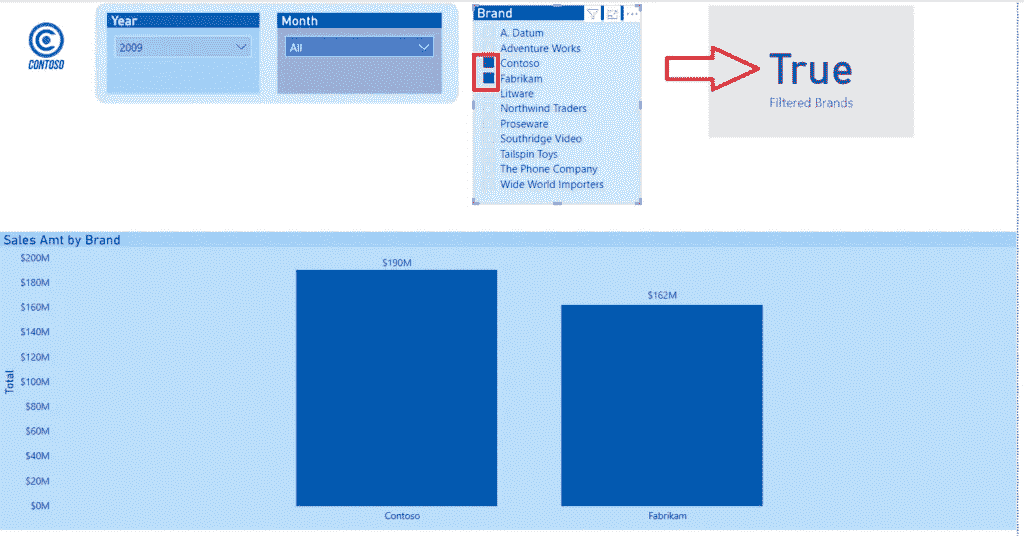 CONTOSO
Year
2009
Month
All
Brand
A. Datum
Adventure Works
Contoso
Fabrikam
Litware
Northwind Traders
Proseware
Southridge Video
Tailspin Toys
The Phone Company
Wide World Importers
True
Filtered Brands
Sales Amt by Brand
$200M
$180M
$160M
$140M
$120M
$100M
$80M
$60M
$40M
$20M
$0M
Total
$190M
$162M
Contoso
Fabrikam